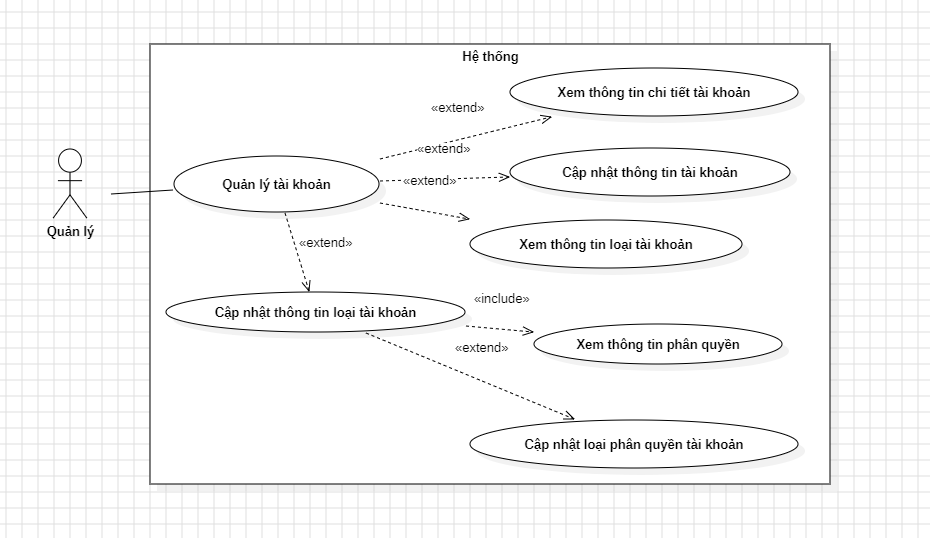 Hệ thống
Xem thông tin chi tiết tài khoản
«extend»
«extend»
Cập nhật thông tin tài khoản
«extend»
Quản lý tài khoản
Quản lý
Xem thông tin loại tài khoản
«extend»
Cập nhật thông tin loại tài khoản
«include»
Xem thông tin phân quyền
«extend»
Cập nhật loại phân quyền tài khoản